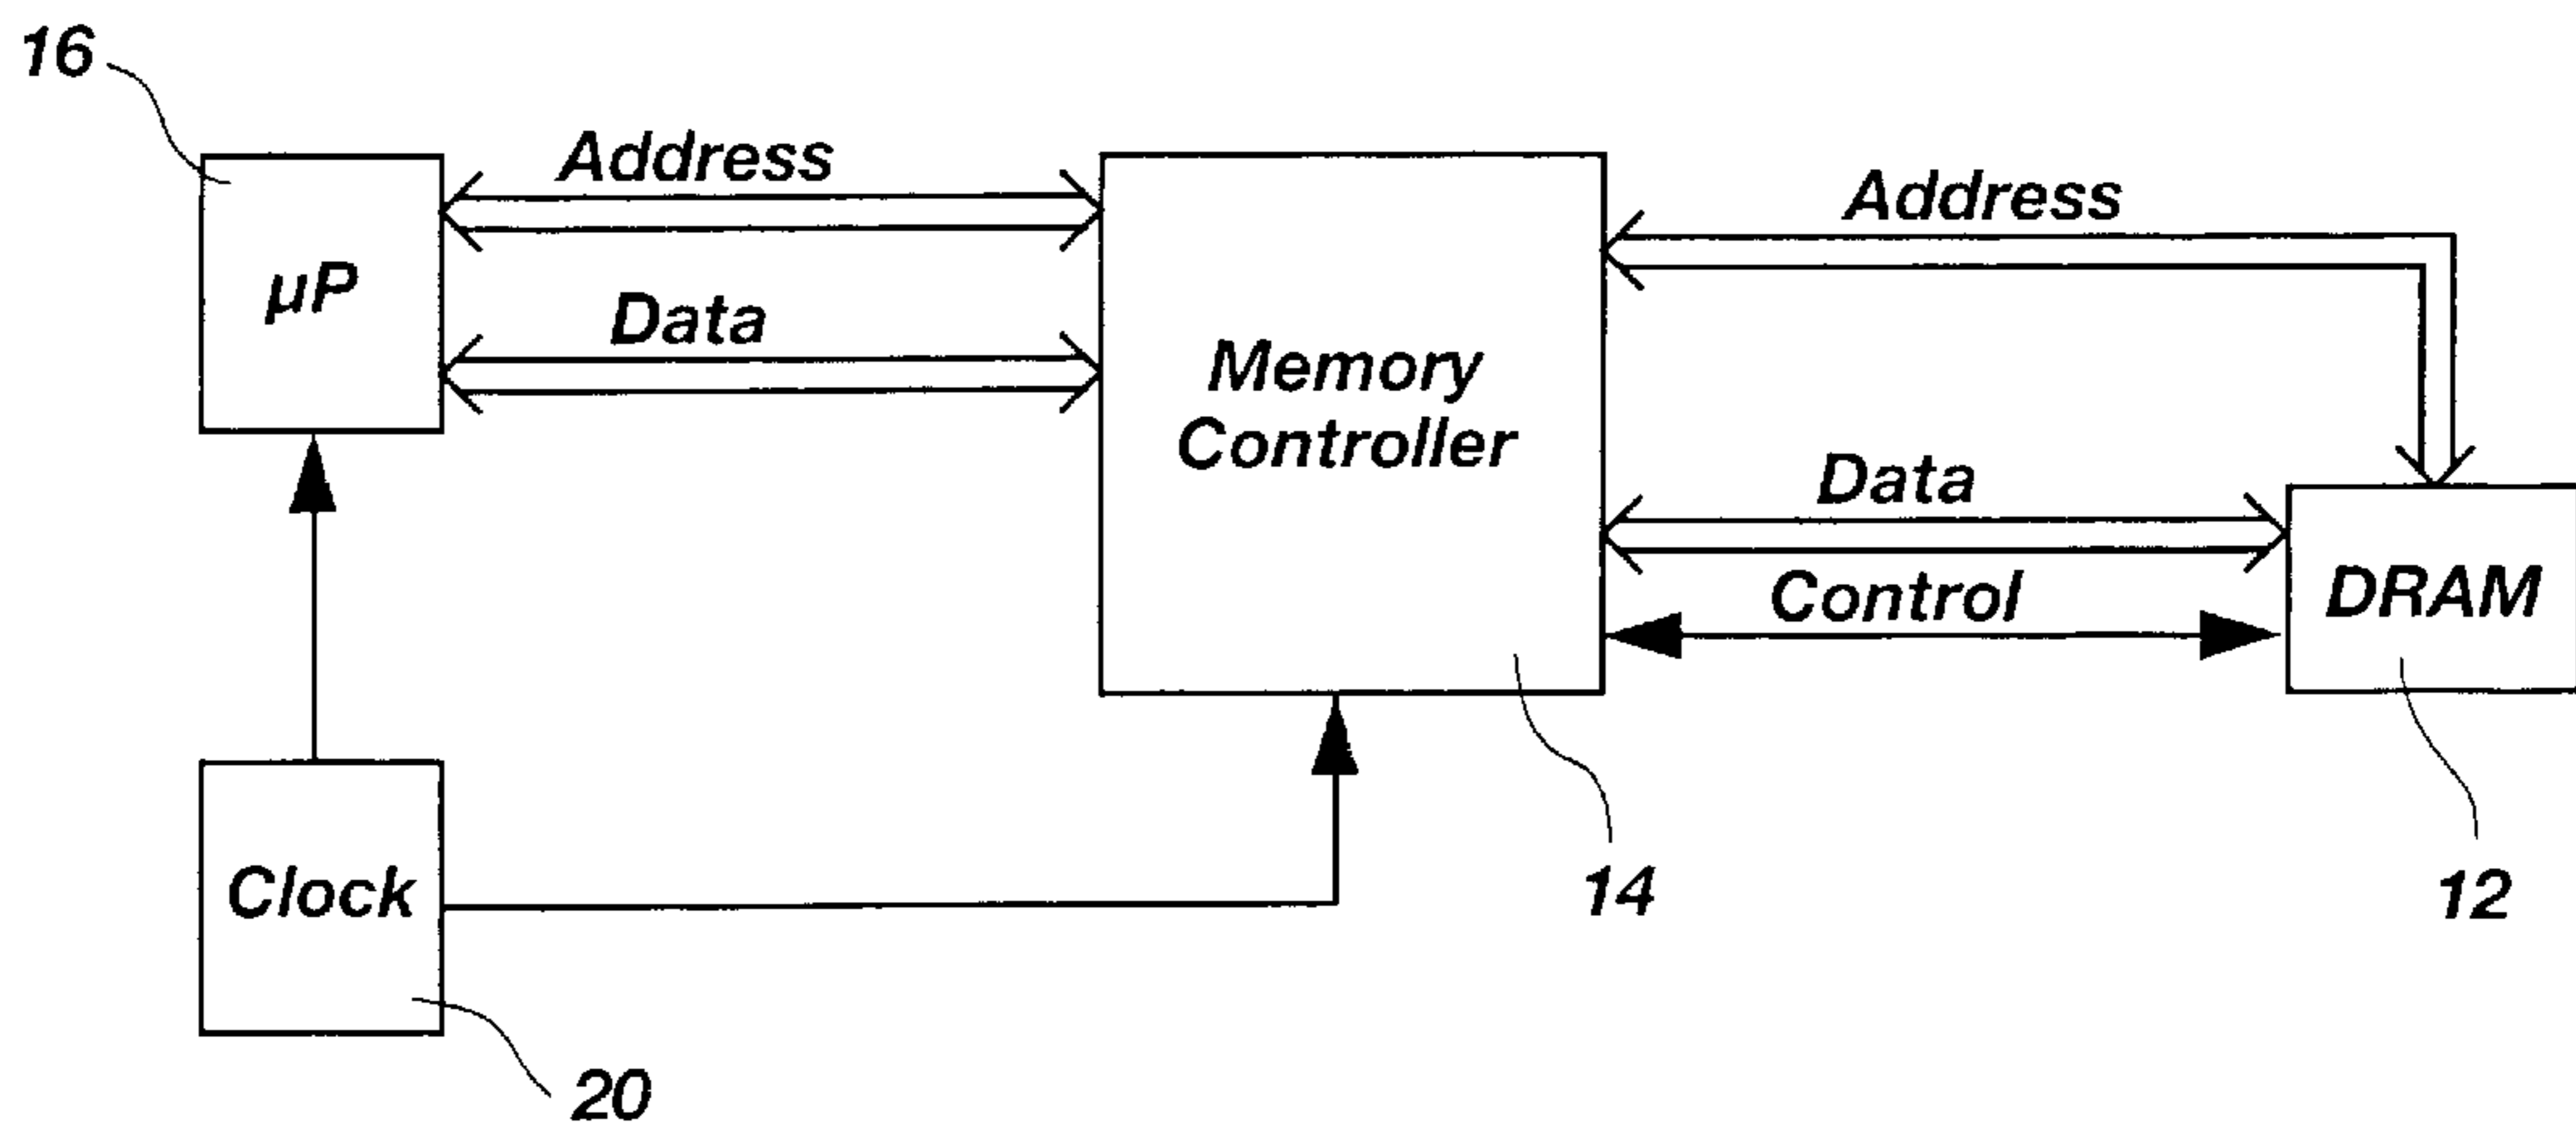 16
Address
Address
µP
Data
Memory
Controller
Data
Control
DRAM
Clock
14
12
20